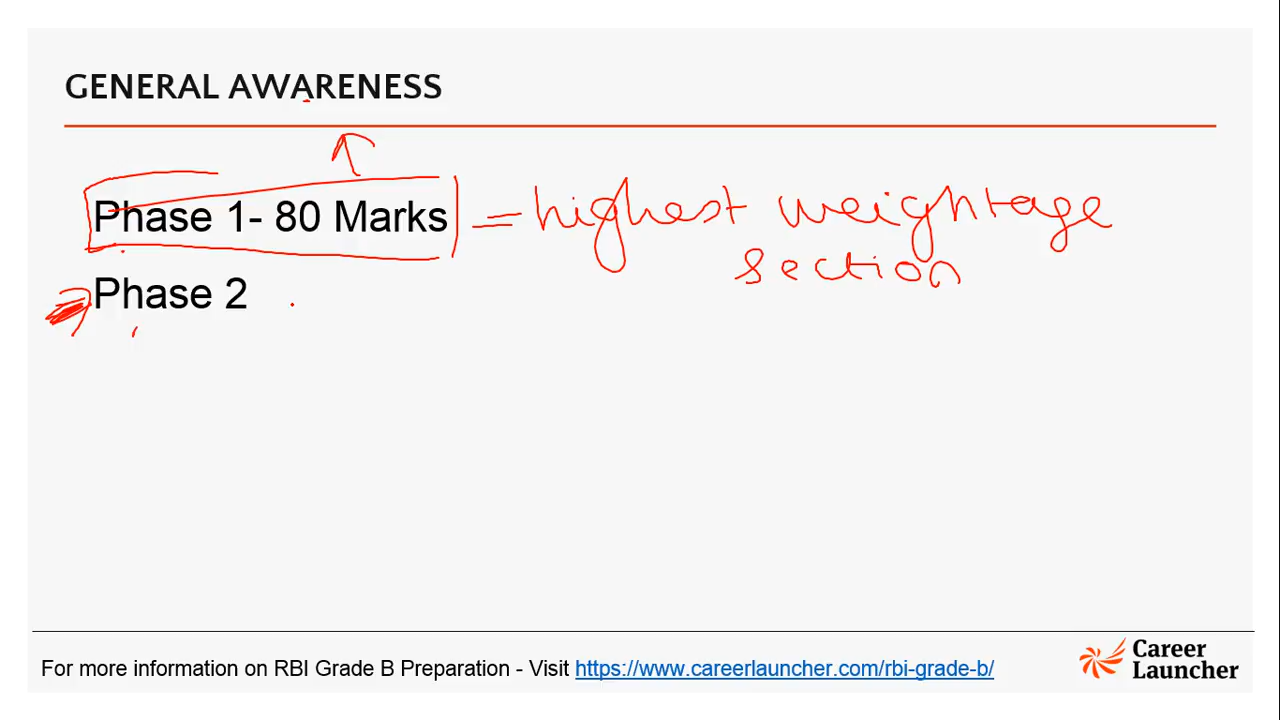 GENERAL AWARENESS
Phase 1- 80 Marks = highest weightage
section
Phase 2
For more information on RBI Grade B Preparation - Visit https://www.careerlauncher.com/rbi-grade-b/
Career
Launcher